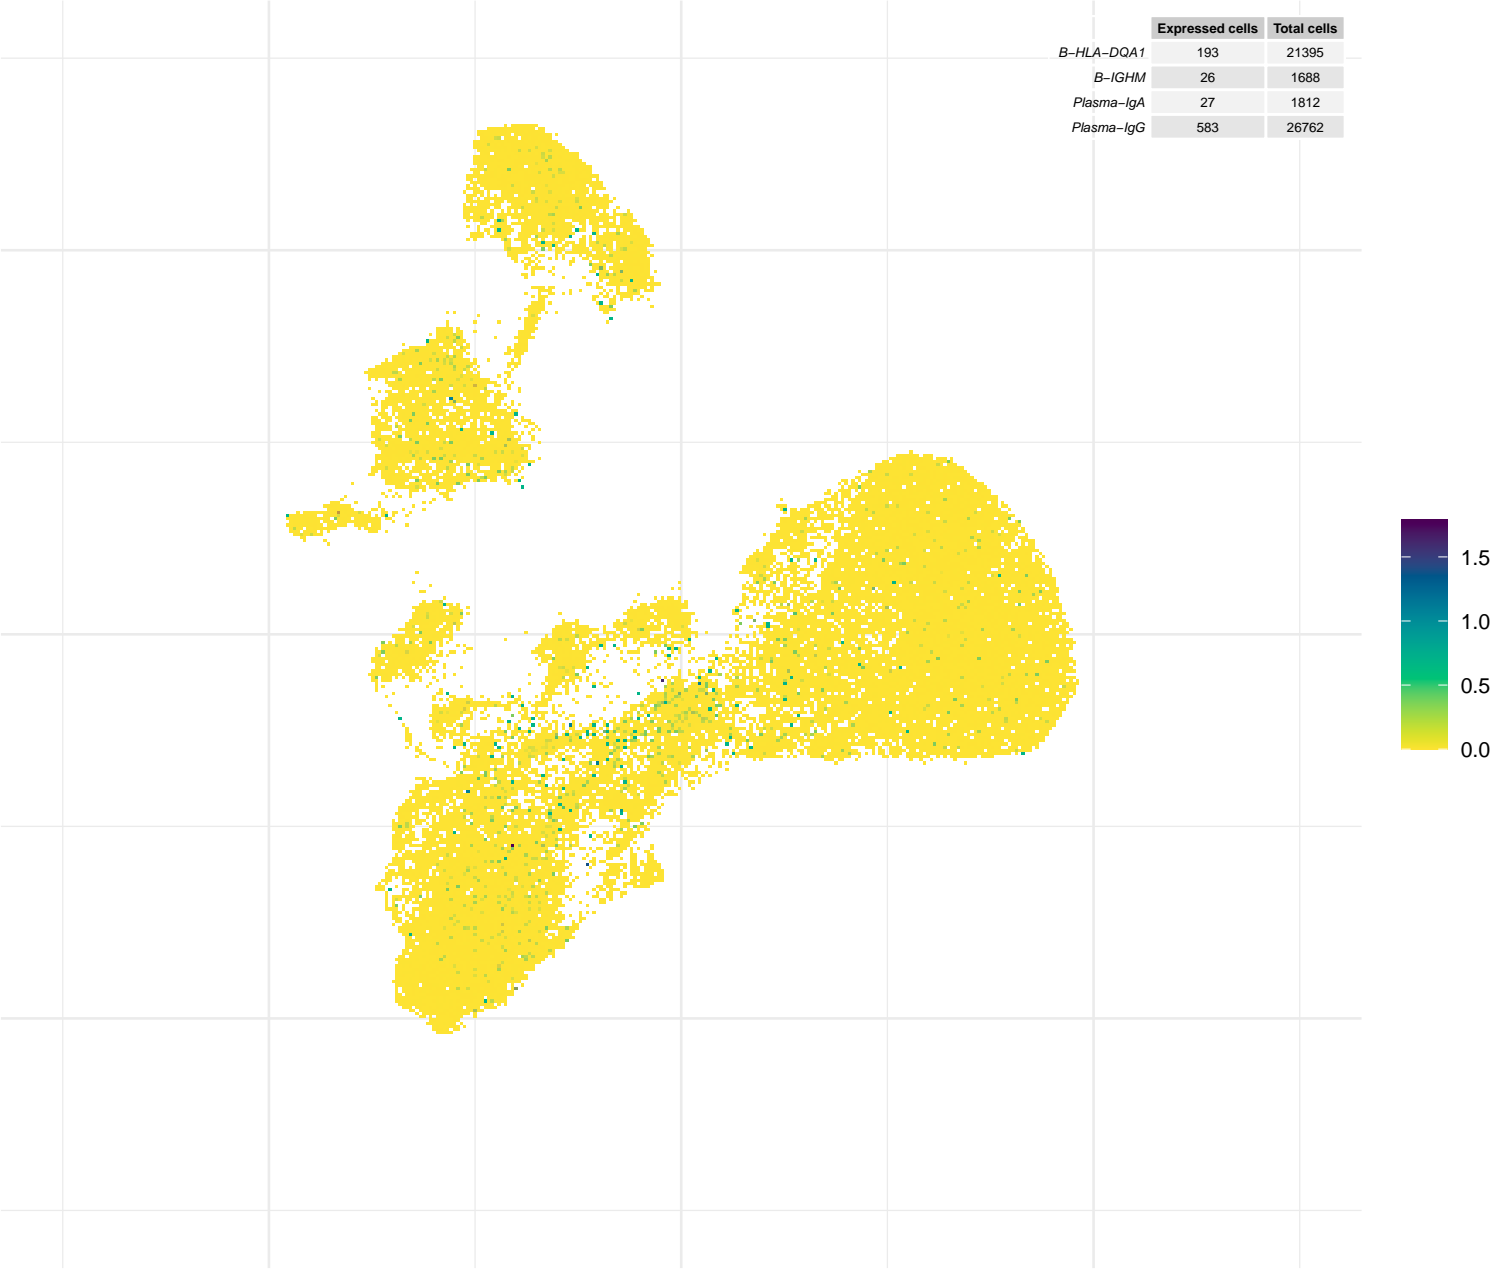 Expressed cells Total cells
B−HLA−DQA1 193 21395
B−IGHM 26 1688
Plasma−IgA 27 1812
Plasma−IgG 583 26762
1.5
1.0
0.5
0.0